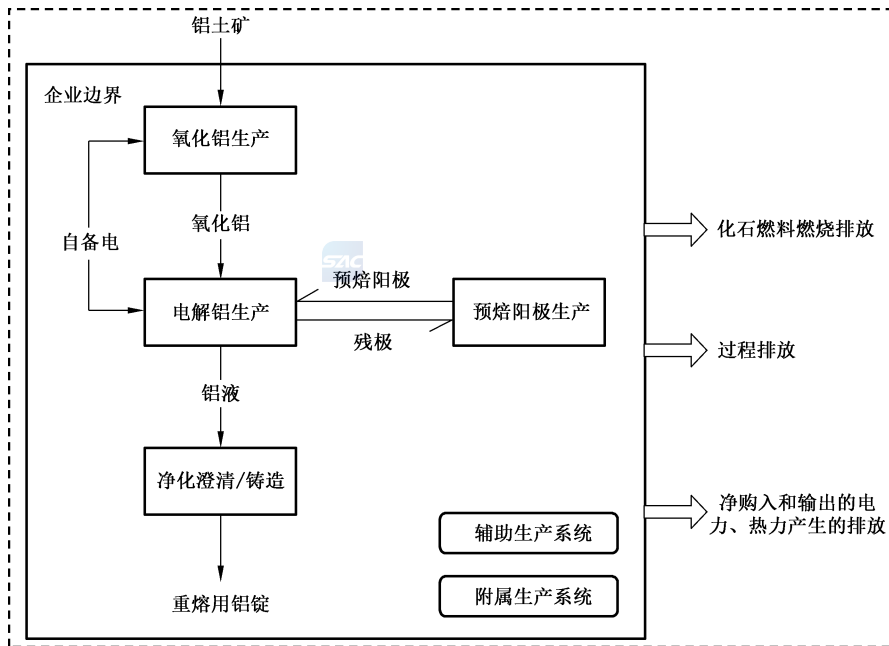 铝土矿
企业边界
氧化铝生产
氧化铝
自备电
SAC
预焙阳极
电解铝生产
预焙阳极生产
残极
铝液
净化澄清/铸造
辅助生产系统
附属生产系统
重熔用铝锭
化石燃料燃烧排放
过程排放
净购入和输出的电
力、热力产生的排放